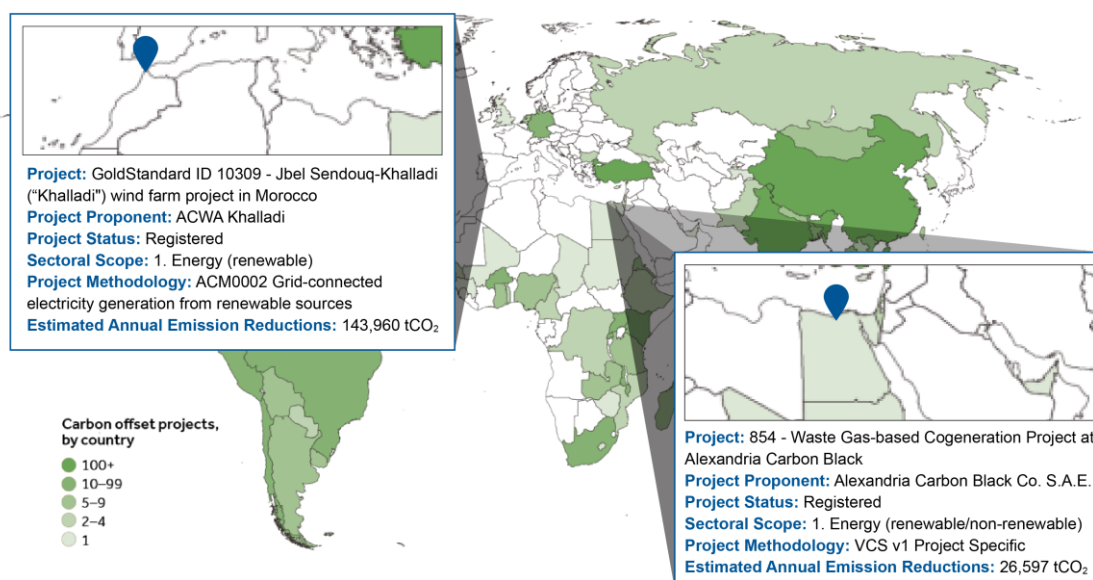 Project: GoldStandard ID 10309 - Jbel Sendouq-Khalladi
(“Khalladi") wind farm project in Morocco
Project Proponent: ACWA Khalladi
Project Status: Registered
Sectoral Scope: 1. Energy (renewable)
Project Methodology: ACM0002 Grid-connected
electricity generation from renewable sources
Estimated Annual Emission Reductions: 143,960 tCO₂
Carbon offset projects,
by country
100+
10–99
5–9
2–4
1
Project: 854 - Waste Gas-based Cogeneration Project at
Alexandria Carbon Black
Project Proponent: Alexandria Carbon Black Co. S.A.E.
Project Status: Registered
Sectoral Scope: 1. Energy (renewable/non-renewable)
Project Methodology: VCS v1 Project Specific
Estimated Annual Emission Reductions: 26,597 tCO₂